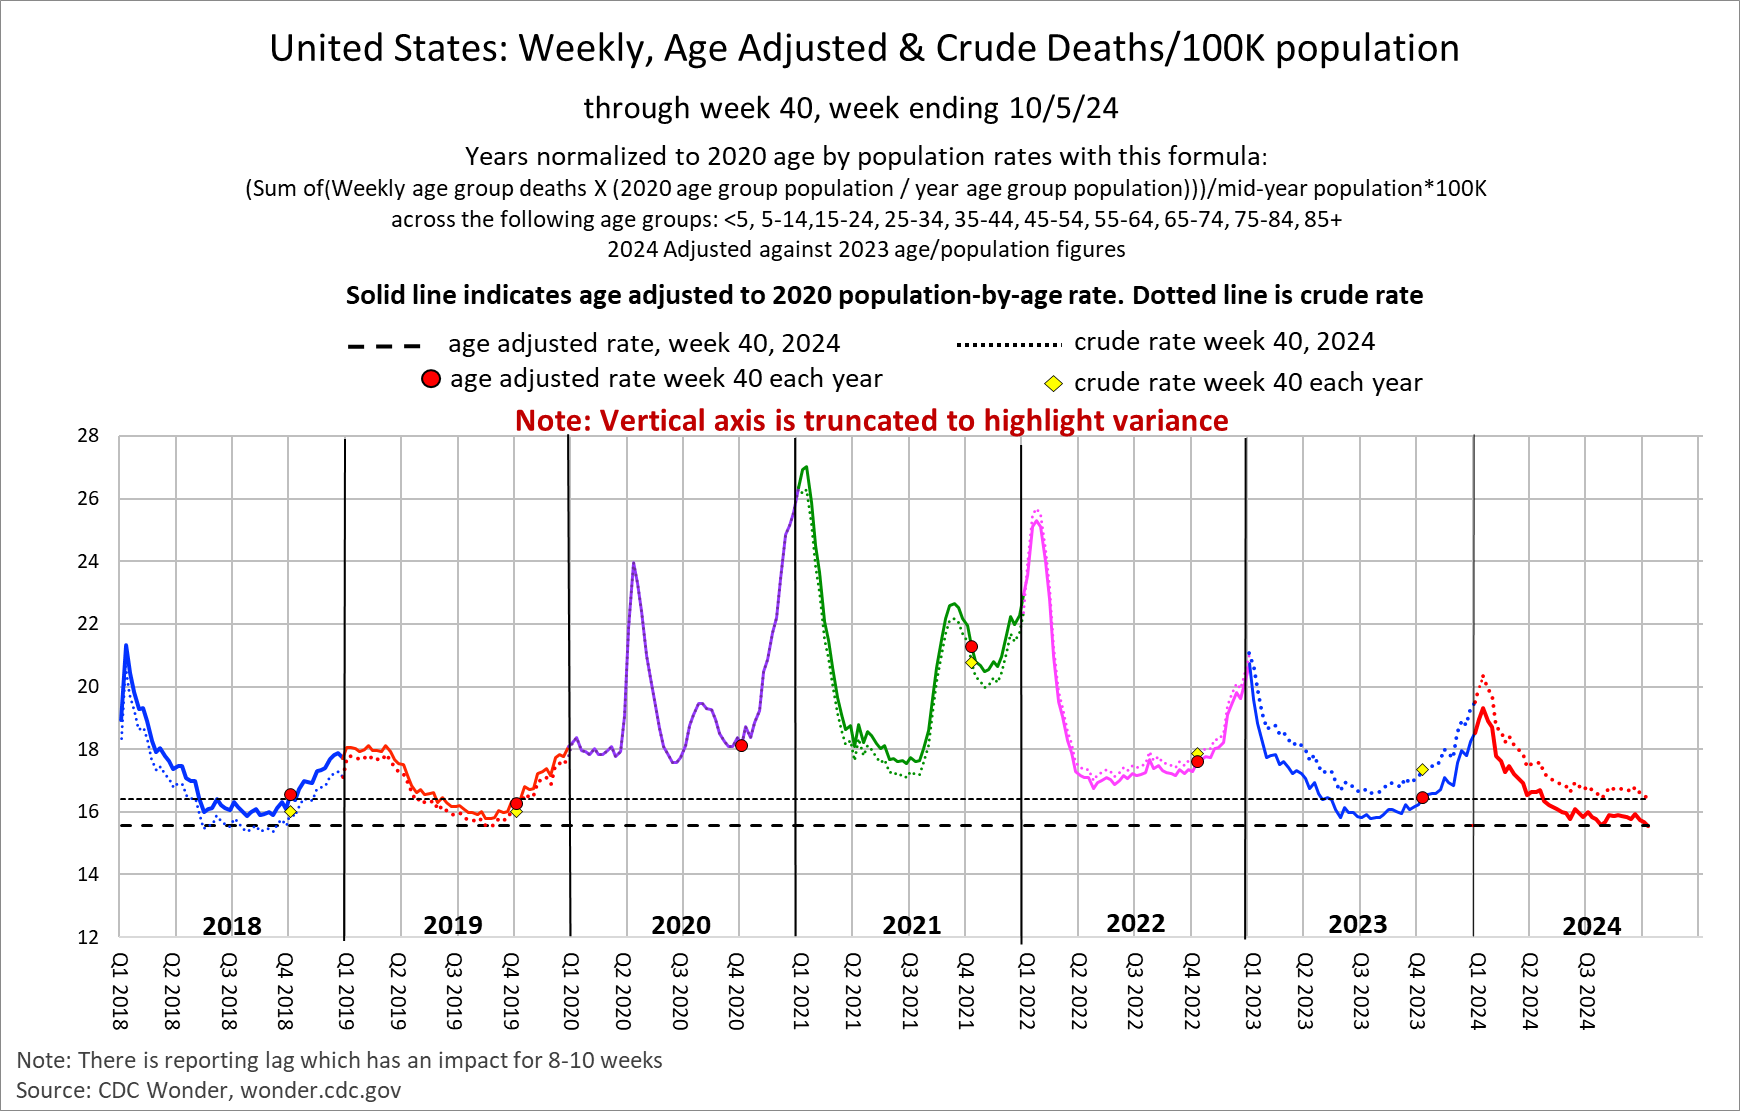 United States: Weekly, Age Adjusted & Crude Deaths/100K population
through week 40, week ending 10/5/24
Years normalized to 2020 age by population rates with this formula:
(Sum of(Weekly age group deaths X (2020 age group population / year age group population)))/mid-year population*100K
across the following age groups: <5, 5-14,15-24, 25-34, 35-44, 45-54, 55-64, 65-74, 75-84, 85+
2024 Adjusted against 2023 age/population figures
Solid line indicates age adjusted to 2020 population-by-age rate. Dotted line is crude rate
age adjusted rate, week 40, 2024
crude rate week 40, 2024
age adjusted rate week 40 each year
crude rate week 40 each year
Note: Vertical axis is truncated to highlight variance
28
26
24
22
20
18
16
14
12
2018
2019
2020
2021
2022
2023
2024
Q1 2018
Q2 2018
Q3 2018
Q4 2018
Q1 2019
Q2 2019
Q3 2019
Q4 2019
Q1 2020
Q2 2020
Q3 2020
Q4 2020
Q1 2021
Q2 2021
Q3 2021
Q4 2021
Q1 2022
Q2 2022
Q3 2022
Q4 2022
Q1 2023
Q2 2023
Q3 2023
Q4 2023
Q1 2024
Q2 2024
Q3 2024
Note: There is reporting lag which has an impact for 8-10 weeks
Source: CDC Wonder, wonder.cdc.gov